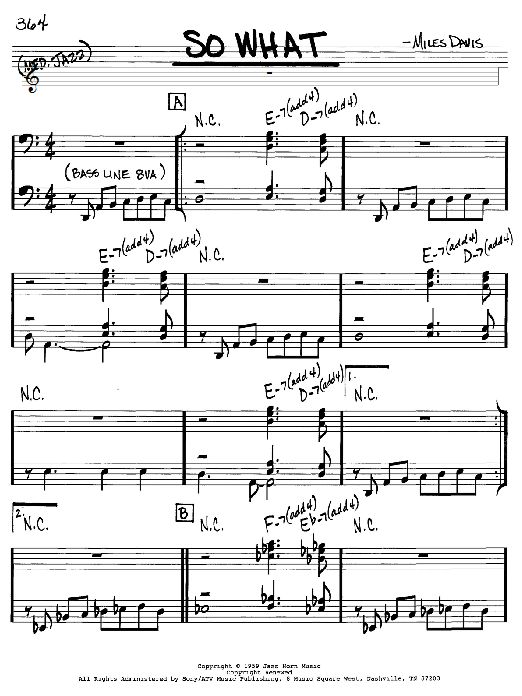 364
SO WHAT
-MILES DAVIS
(MED. JAZZ)
A
N.C.
E-7(add4)
D-7(add4)
N.C.
(BASS LINE 8VA)
E-7(add4)
D-7(add4)
N.C.
E-7(add4)
D-7(add4)
N.C.
E-7(add4)
D-7(add4)
1.
N.C.
2.
N.C.
B
N.C.
F-7(add4)
Eb-7(add4)
N.C.
Copyright © 1959 Jazz Horn Music
Copyright Renewed
All Rights Administered by Sony/ATV Music Publishing, 8 Music Square West, Nashville, TN 37203